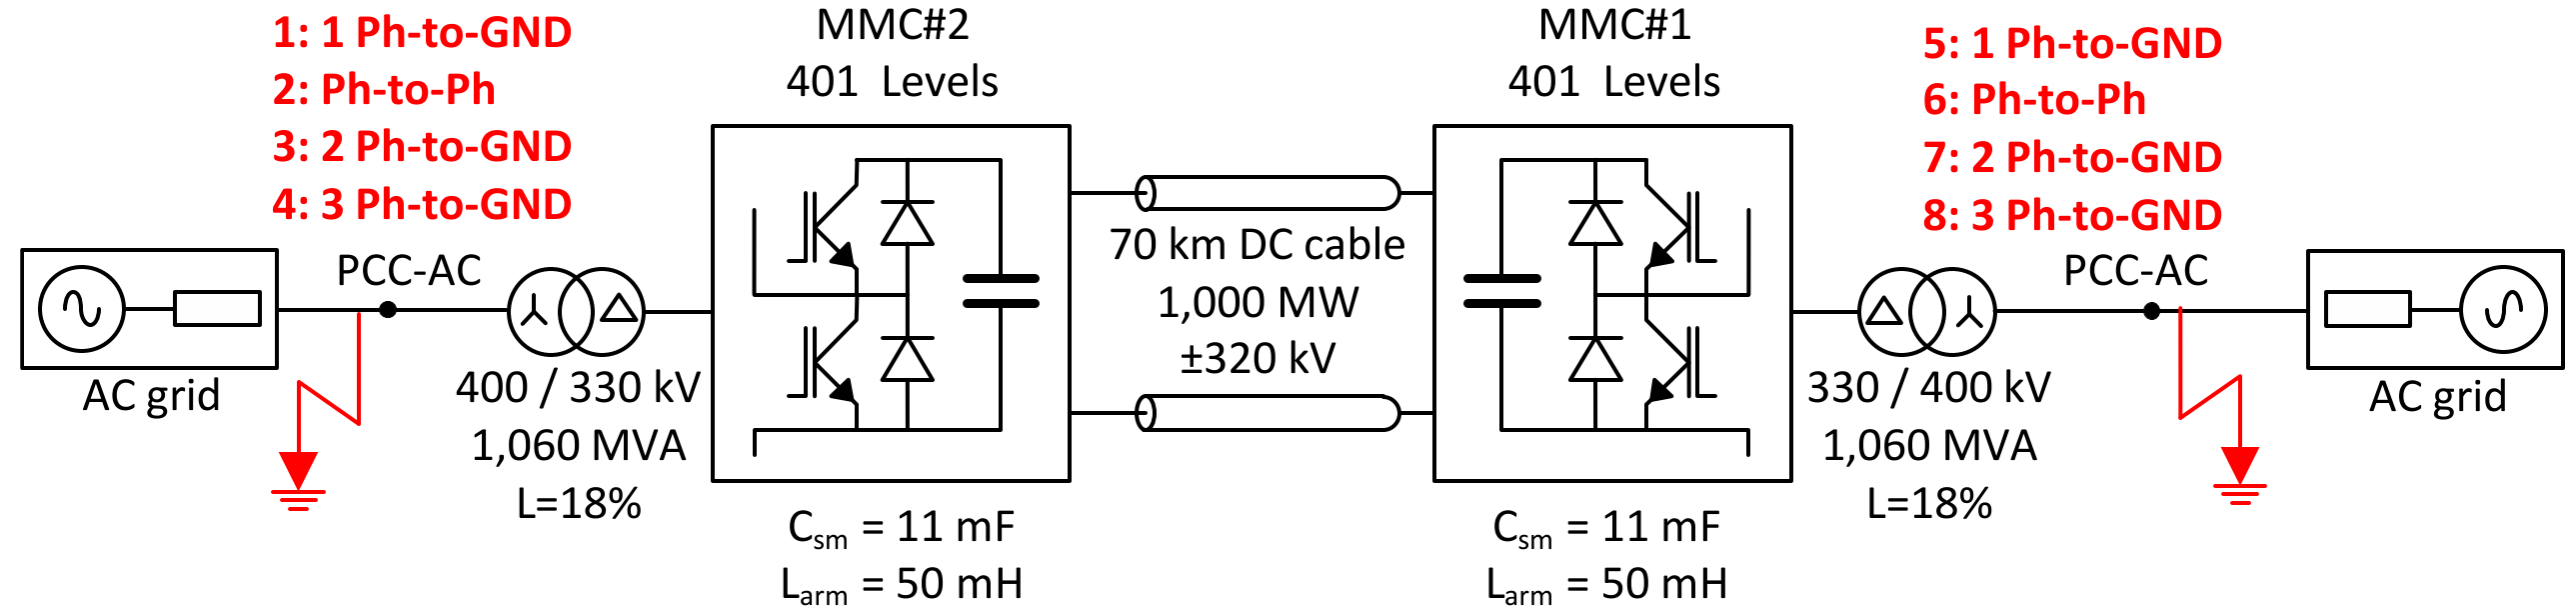 1: 1 Ph-to-GND
2: Ph-to-Ph
3: 2 Ph-to-GND
4: 3 Ph-to-GND
MMC#2
401 Levels
MMC#1
401 Levels
5: 1 Ph-to-GND
6: Ph-to-Ph
7: 2 Ph-to-GND
8: 3 Ph-to-GND
PCC-AC
AC grid
400 / 330 kV
1,060 MVA
L=18%
70 km DC cable
1,000 MW
±320 kV
PCC-AC
330 / 400 kV
1,060 MVA
L=18%
AC grid
Csm = 11 mF
Larm = 50 mH
Csm = 11 mF
Larm = 50 mH